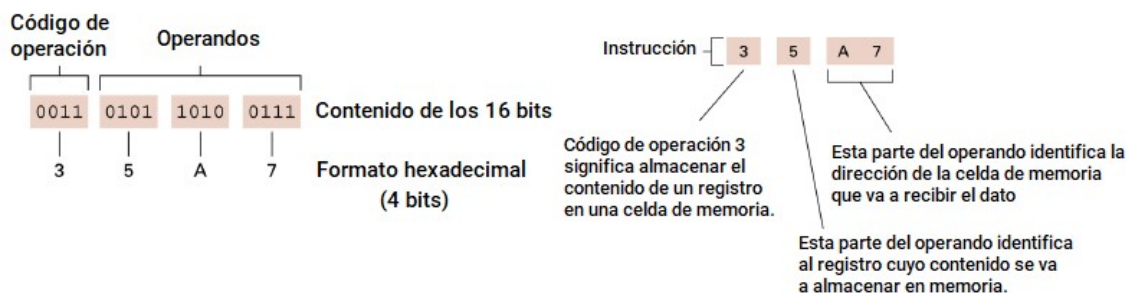 Código de
operación
Operandos
0011 0101 1010 0111 Contenido de los 16 bits
3 5 A 7 Formato hexadecimal
(4 bits)
Instrucción 3 5 A 7
Código de operación 3
significa almacenar el
contenido de un registro
en una celda de memoria.
Esta parte del operando identifica la
dirección de la celda de memoria
que va a recibir el dato
Esta parte del operando identifica
al registro cuyo contenido se va
a almacenar en memoria.